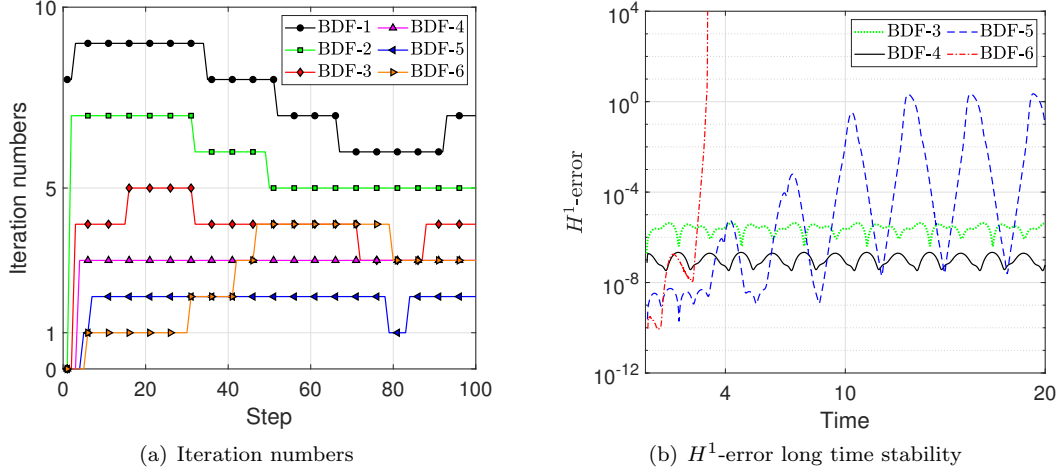 10
5
1
0
0
20
40
60
80
100
Iteration numbers
Step
BDF-1
BDF-2
BDF-3
BDF-4
BDF-5
BDF-6
(a) Iteration numbers
10^4
10^0
10^-4
10^-8
10^-12
4
10
20
H^1-error
Time
BDF-3
BDF-4
BDF-5
BDF-6
(b) H^1-error long time stability